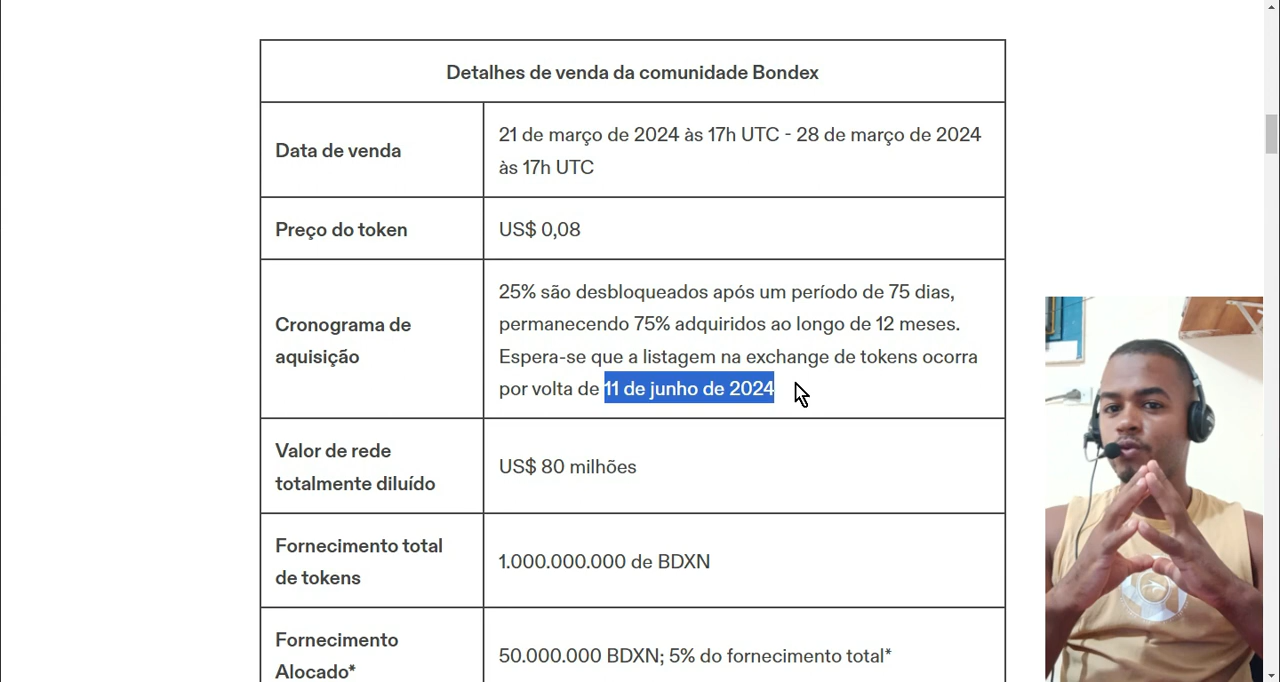 Detalhes de venda da comunidade Bondex
Data de venda
21 de março de 2024 às 17h UTC - 28 de março de 2024
às 17h UTC
Preço do token
US$ 0,08
Cronograma de
aquisição
25% são desbloqueados após um período de 75 dias,
permanecendo 75% adquiridos ao longo de 12 meses.
Espera-se que a listagem na exchange de tokens ocorra
por volta de 11 de junho de 2024
Valor de rede
totalmente diluído
US$ 80 milhões
Fornecimento total
de tokens
1.000.000.000 de BDXN
Fornecimento
Alocado*
50.000.000 BDXN; 5% do fornecimento total*